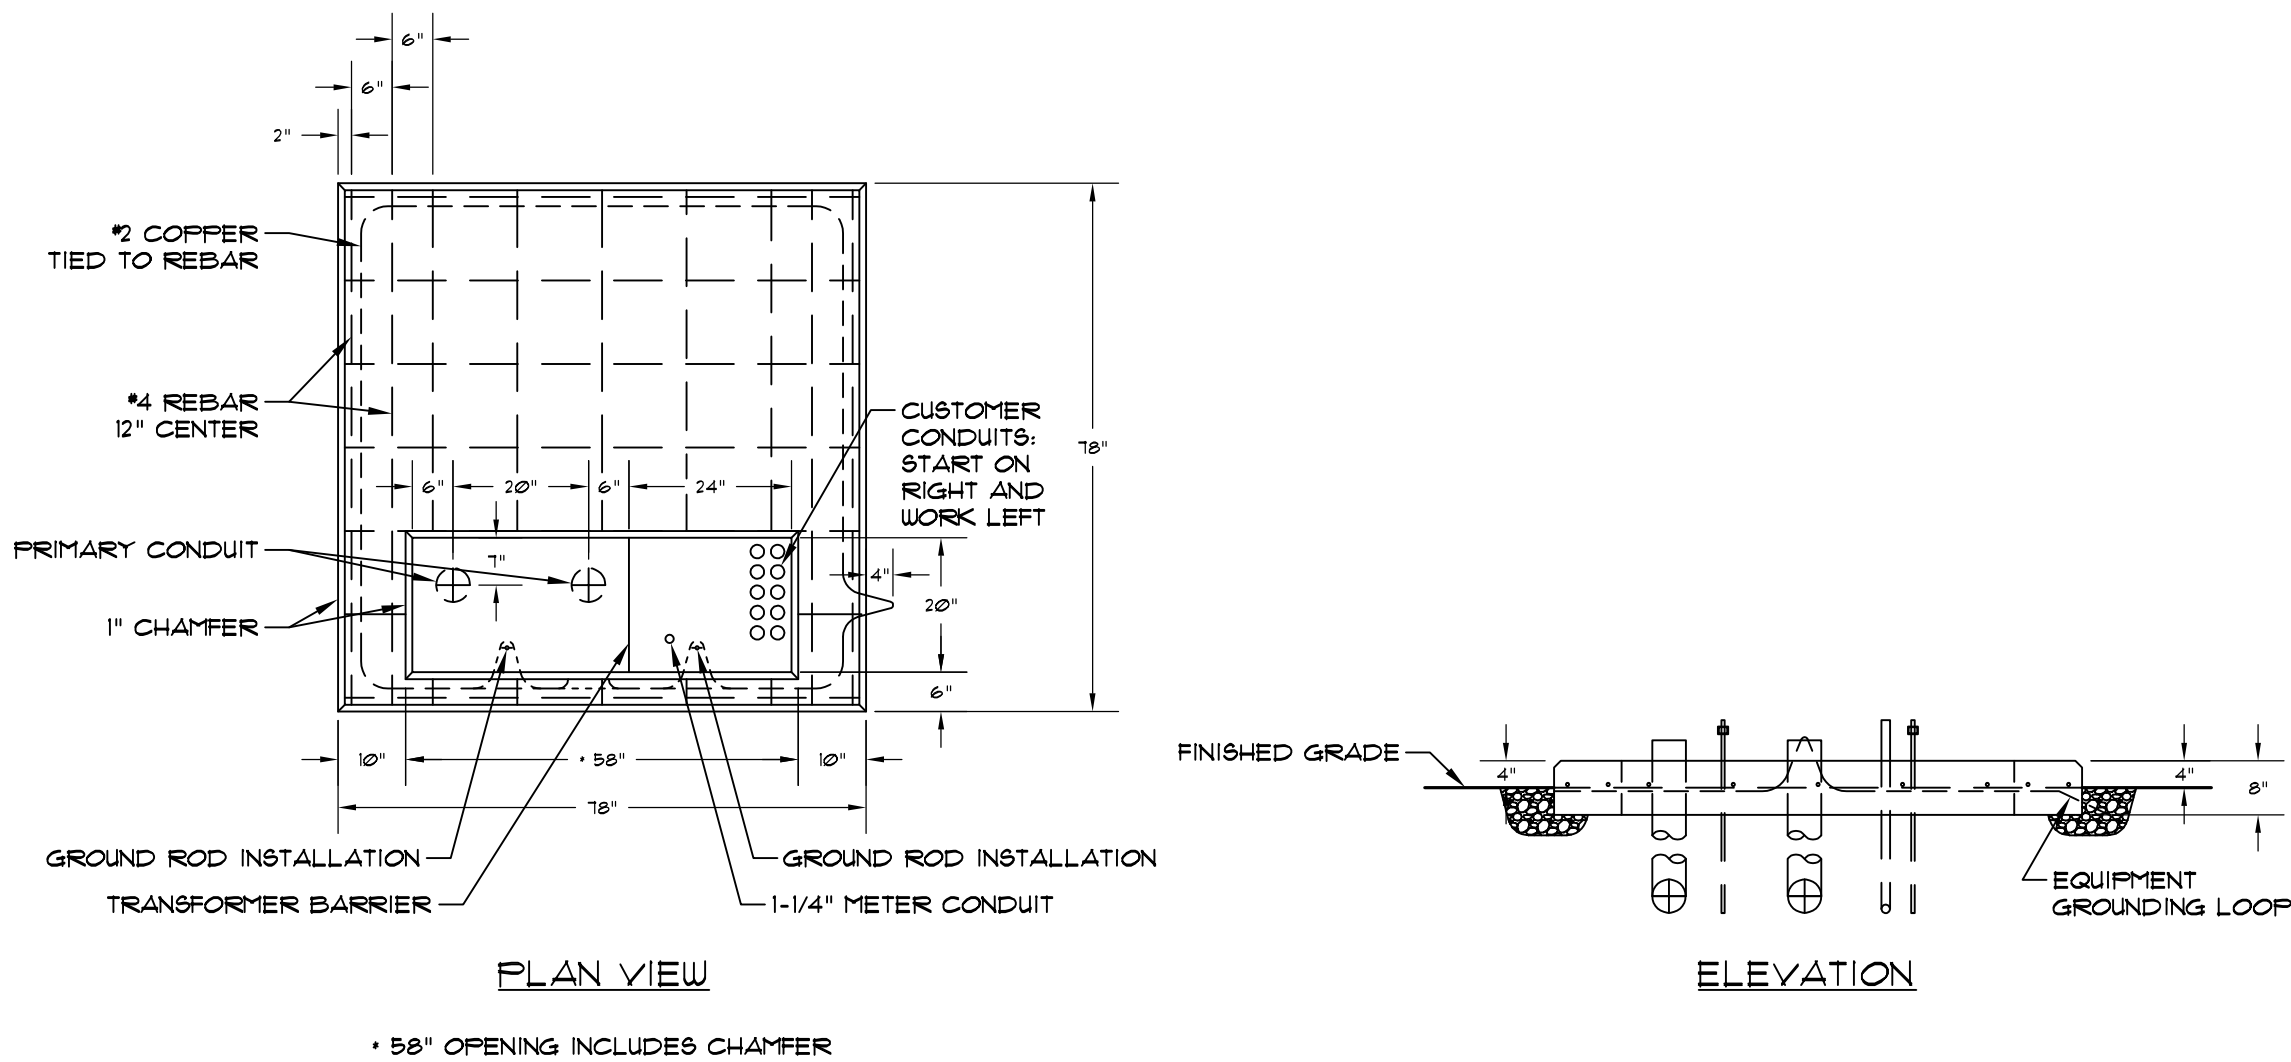 6"
6"
2"
#2 COPPER
TIED TO REBAR
#4 REBAR
12" CENTER
CUSTOMER
CONDUITS:
START ON
RIGHT AND
WORK LEFT
78"
6"
20"
6"
24"
PRIMARY CONDUIT
7"
4"
20"
1" CHAMFER
6"
10"
* 58"
10"
78"
GROUND ROD INSTALLATION
GROUND ROD INSTALLATION
TRANSFORMER BARRIER
1-1/4" METER CONDUIT
PLAN VIEW
* 58" OPENING INCLUDES CHAMFER
FINISHED GRADE
4"
4"
8"
EQUIPMENT
GROUNDING LOOP
ELEVATION